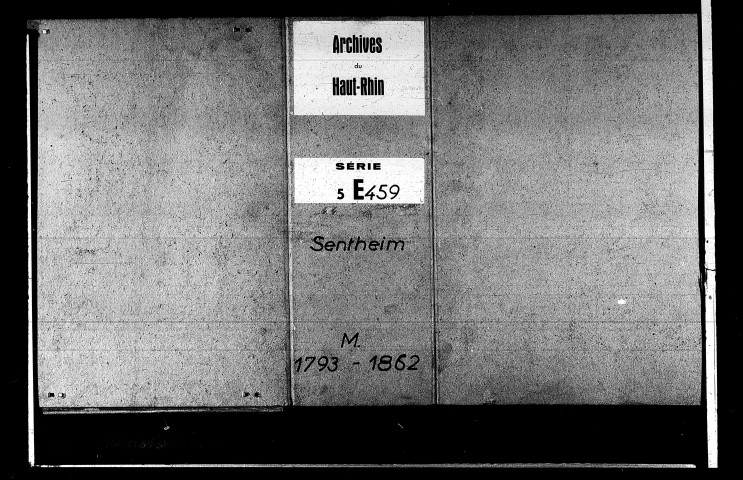 Archives
du
Haut-Rhin
SÉRIE
5 E459
Sentheim
M.
1793 - 1862